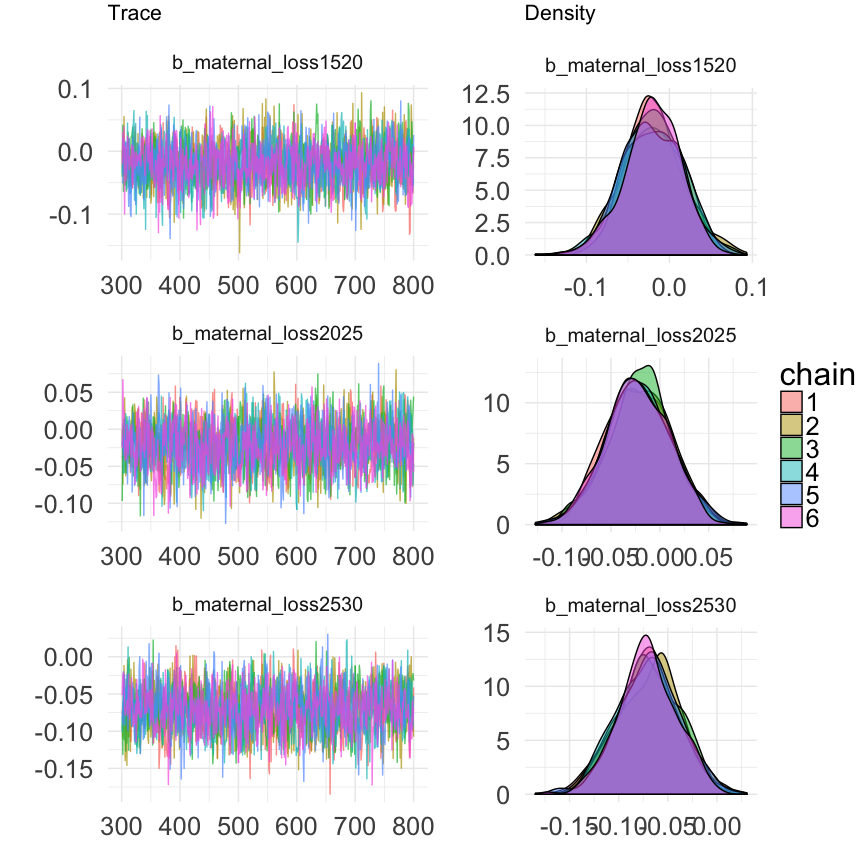 Trace
Density
b_maternal_loss1520
0.1
0.0
-0.1
300 400 500 600 700 800
b_maternal_loss1520
12.5
10.0
7.5
5.0
2.5
0.0
-0.1 0.0 0.1
b_maternal_loss2025
0.05
0.00
-0.05
-0.10
300 400 500 600 700 800
b_maternal_loss2025
10
5
0
-0.10 -0.05 0.00 0.05
chain
1
2
3
4
5
6
b_maternal_loss2530
0.00
-0.05
-0.10
-0.15
300 400 500 600 700 800
b_maternal_loss2530
15
10
5
0
-0.15 -0.10 -0.05 0.00